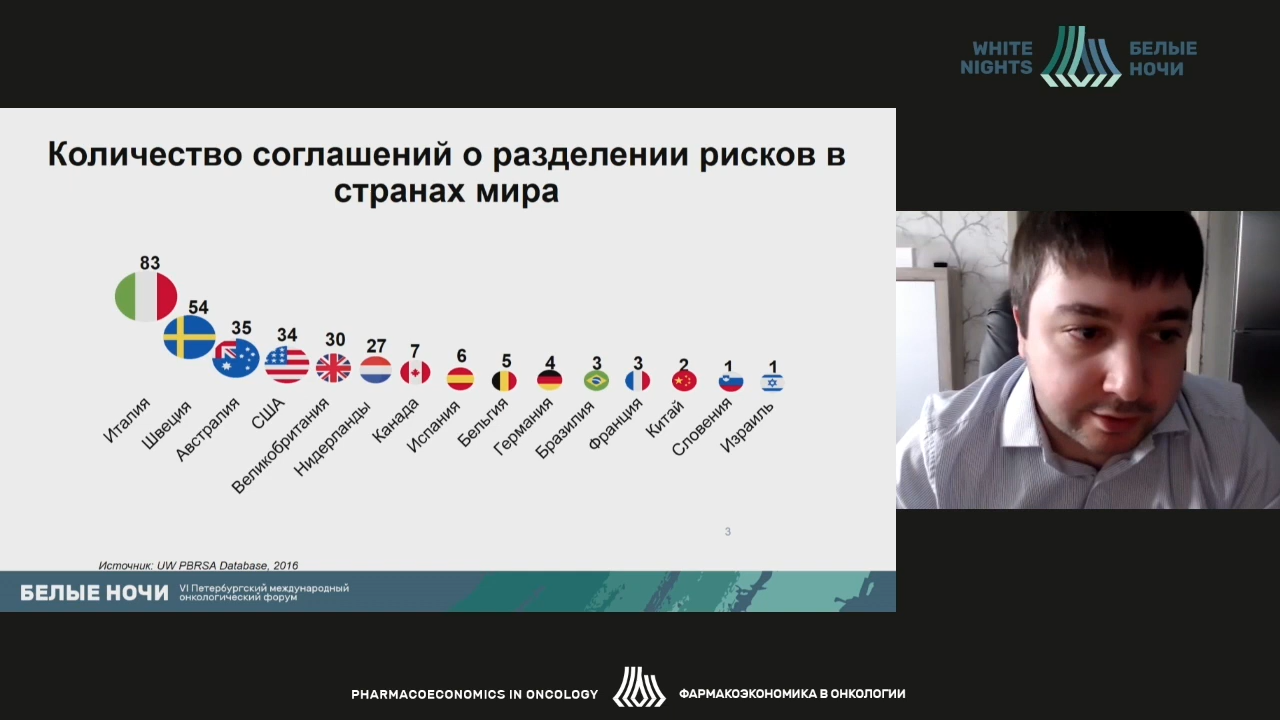 WHITE
NIGHTS
БЕЛЫЕ
НОЧИ
Количество соглашений о разделении рисков в
странах мира
83
54
35
34
30
27
7
6
5
4
3
3
2
1
1
Италия
Швеция
Австралия
США
Великобритания
Нидерланды
Канада
Испания
Бельгия
Германия
Бразилия
Франция
Китай
Словения
Израиль
3
Источник: UW PBRSA Database, 2016
БЕЛЫЕ НОЧИ
VI Петербургский международный
онкологический форум
PHARMACOECONOMICS IN ONCOLOGY
ФАРМАКОЭКОНОМИКА В ОНКОЛОГИИ